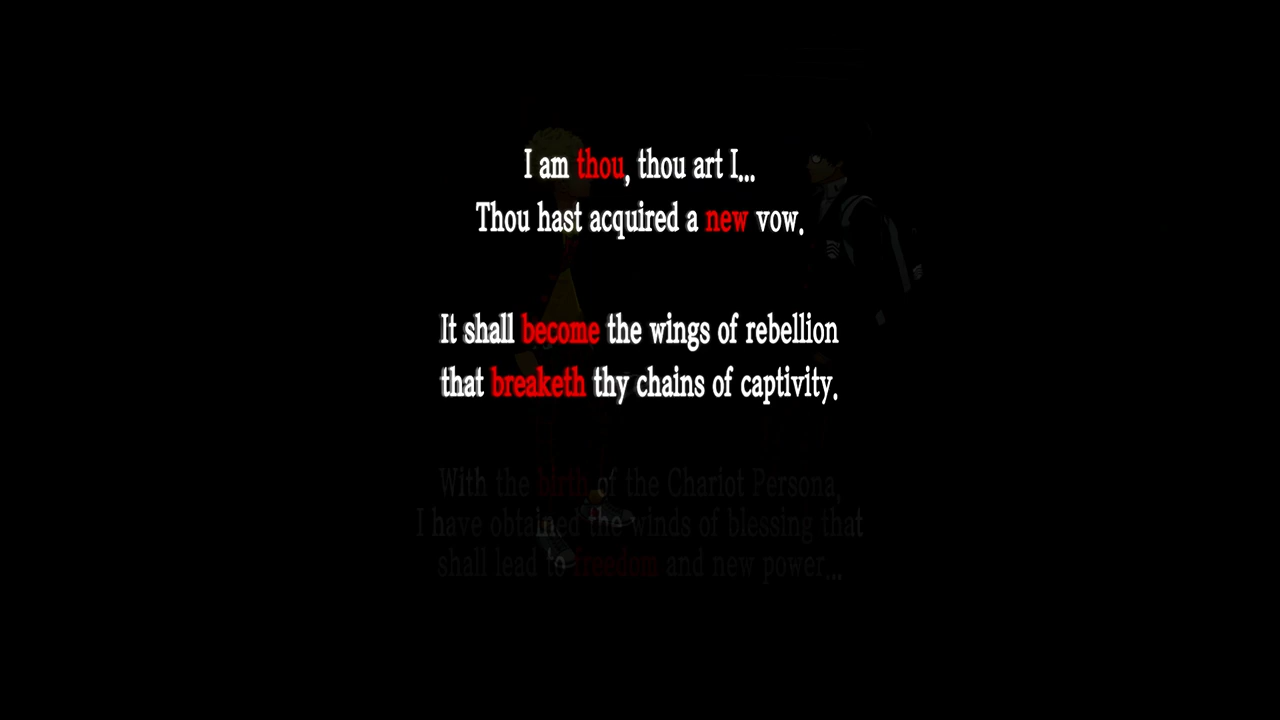 I am thou, thou art I...
Thou hast acquired a new vow.
It shall become the wings of rebellion
that breaketh thy chains of captivity.
With the birth of the Chariot Persona,
I have obtained the winds of blessing that
shall lead to freedom and new power...